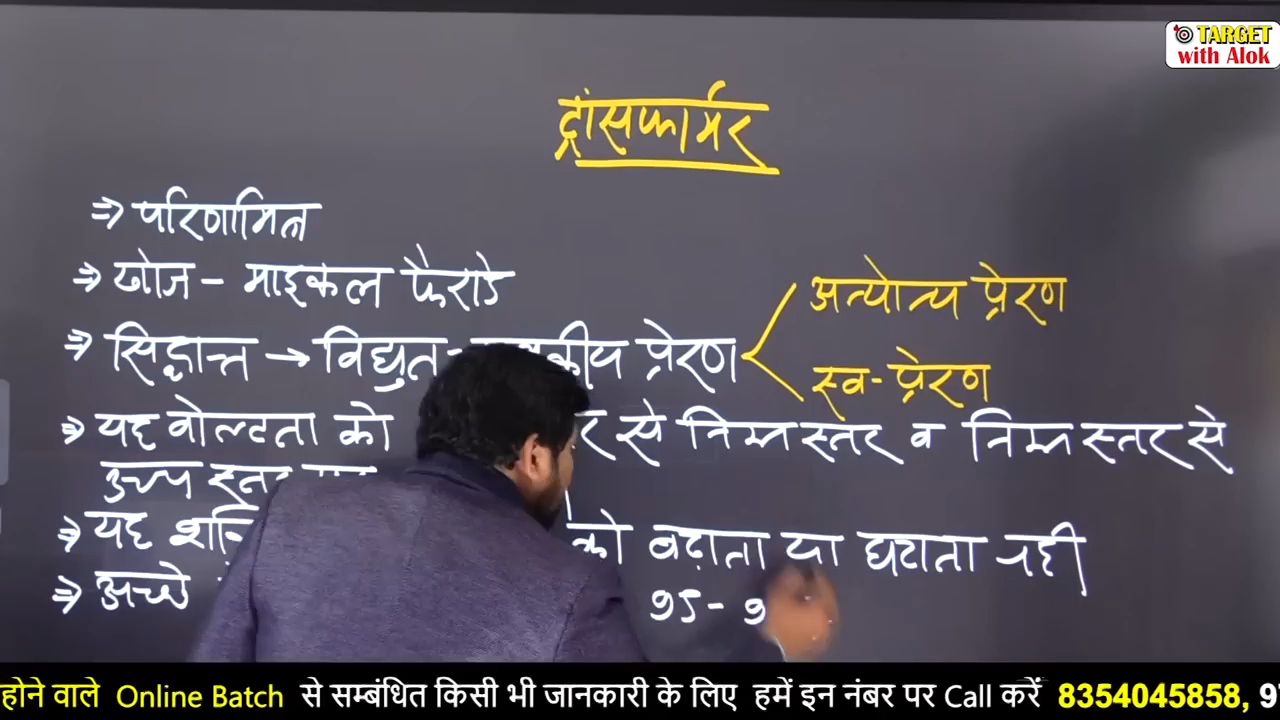 TARGET
with Alok
ट्रांसफार्मर
⇒ परिणामित्र
⇒ खोज - माइकल फैराडे
⇒ सिद्धान्त → विद्युत - प्रेरण
अन्योन्य प्रेरण
स्व-प्रेरण
⇒ यह वोल्टता को से निम्न स्तर व निम्न स्तर से
उच्च स्तर
⇒ यह को बढ़ाता या घटाता नही
⇒ अच्छे 95 - 9
होने वाले Online Batch से सम्बंधित किसी भी जानकारी के लिए हमें इन नंबर पर Call करें 8354045858, 9